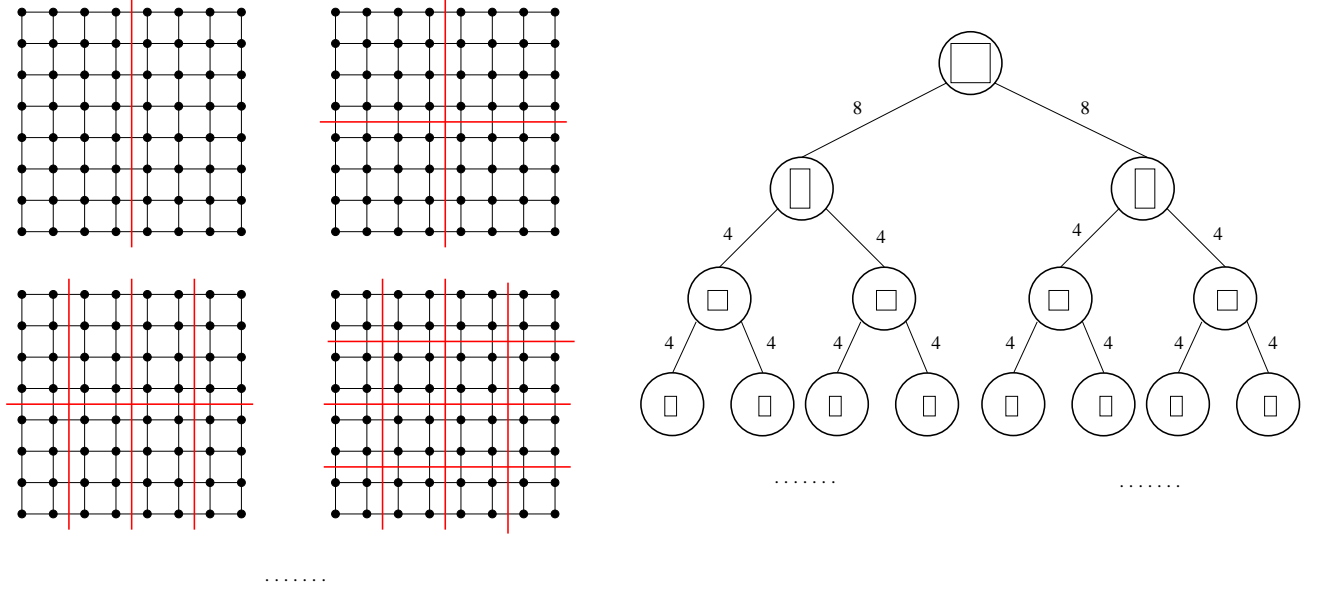 8 8
4 4 4 4
4 4 4 4 4 4 4 4
. . . . . . . . . . . . . .
. . . . . . .